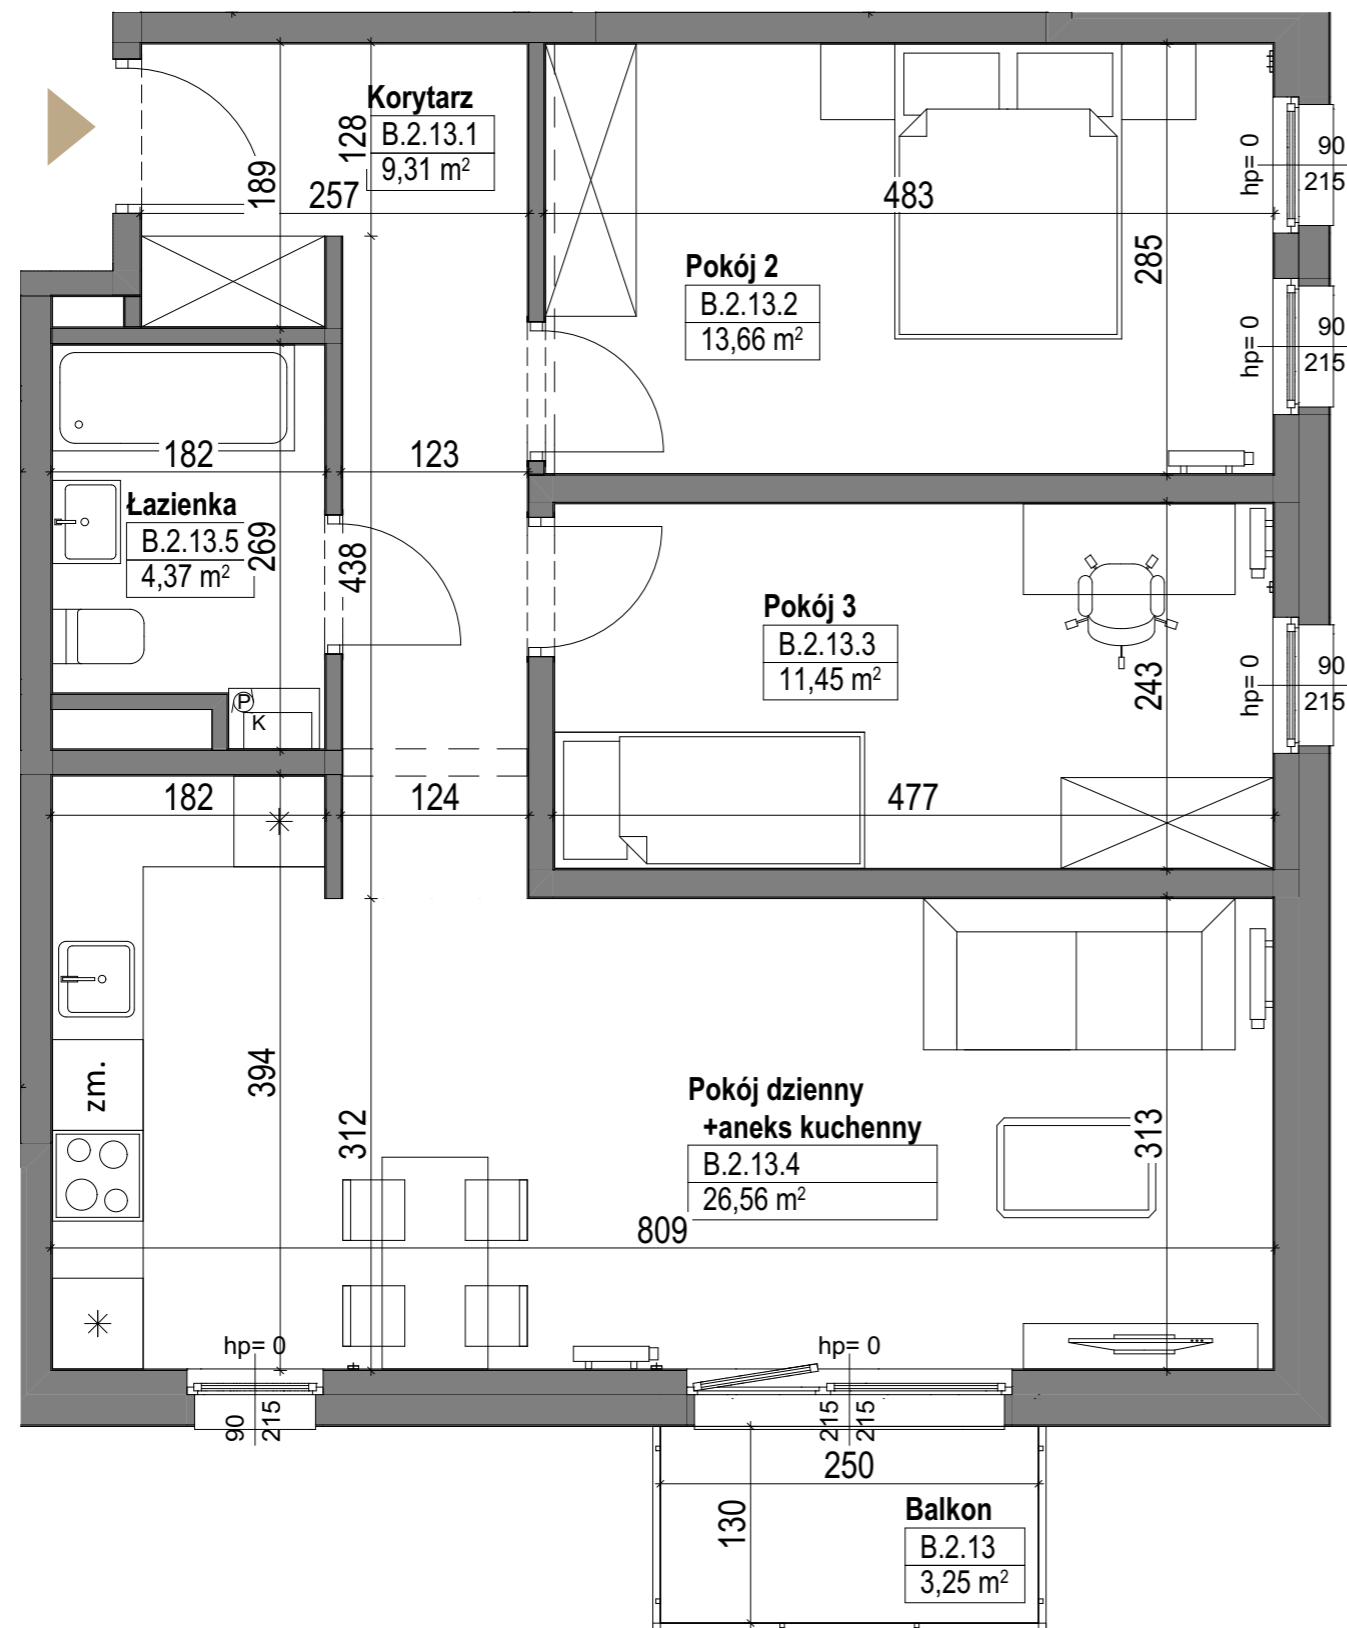 Korytarz
B.2.13.1
9,31 m²
128
189
257
483
285
hp= 0
90
215
Pokój 2
B.2.13.2
13,66 m²
hp= 0
90
215
182
123
Łazienka
B.2.13.5
4,37 m²
269
438
Pokój 3
B.2.13.3
11,45 m²
243
hp= 0
90
215
P
K
182
124
477
zm.
394
312
Pokój dzienny
+aneks kuchenny
B.2.13.4
26,56 m²
313
809
hp= 0
90
215
hp= 0
215
215
250
130
Balkon
B.2.13
3,25 m²